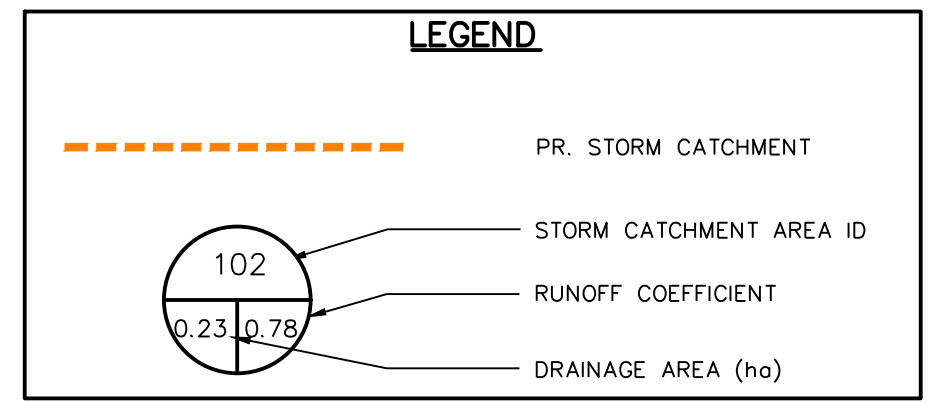 LEGEND
PR. STORM CATCHMENT
STORM CATCHMENT AREA ID
102
RUNOFF COEFFICIENT
0.23 0.78
DRAINAGE AREA (ha)